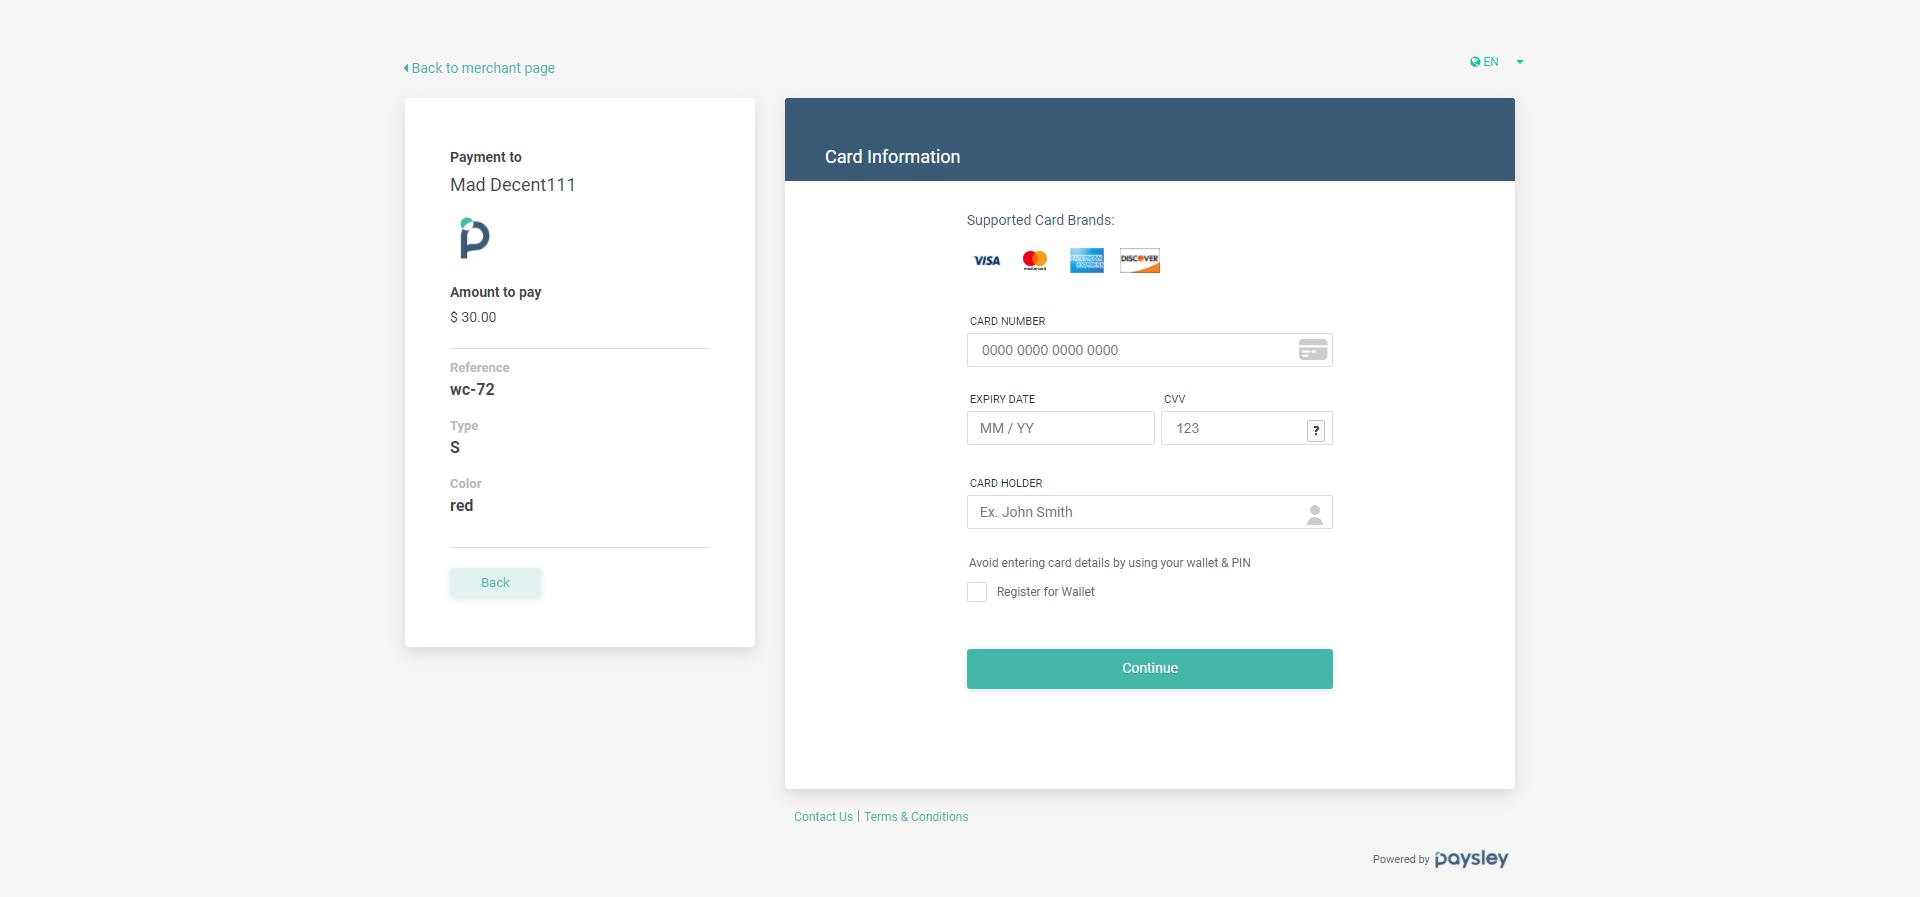 Back to merchant page
EN
Payment to
Mad Decent111
Amount to pay
$ 30.00
Reference
wc-72
Type
S
Color
red
Back
Card Information
Supported Card Brands:
VISA mastercard AMERICAN EXPRESS DISCOVER
CARD NUMBER
0000 0000 0000 0000
EXPIRY DATE CVV
MM / YY 123 ?
CARD HOLDER
Ex. John Smith
Avoid entering card details by using your wallet & PIN
Register for Wallet
Continue
Contact Us | Terms & Conditions
Powered by paysley